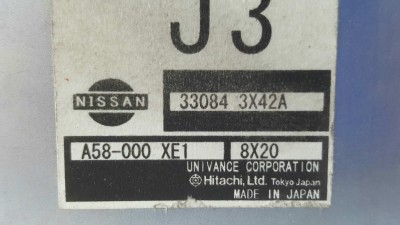 J3
NISSAN
33084 3X42A
A58-000 XE1
8X20
UNIVANCE CORPORATION
Hitachi, Ltd. Tokyo Japan
MADE IN JAPAN